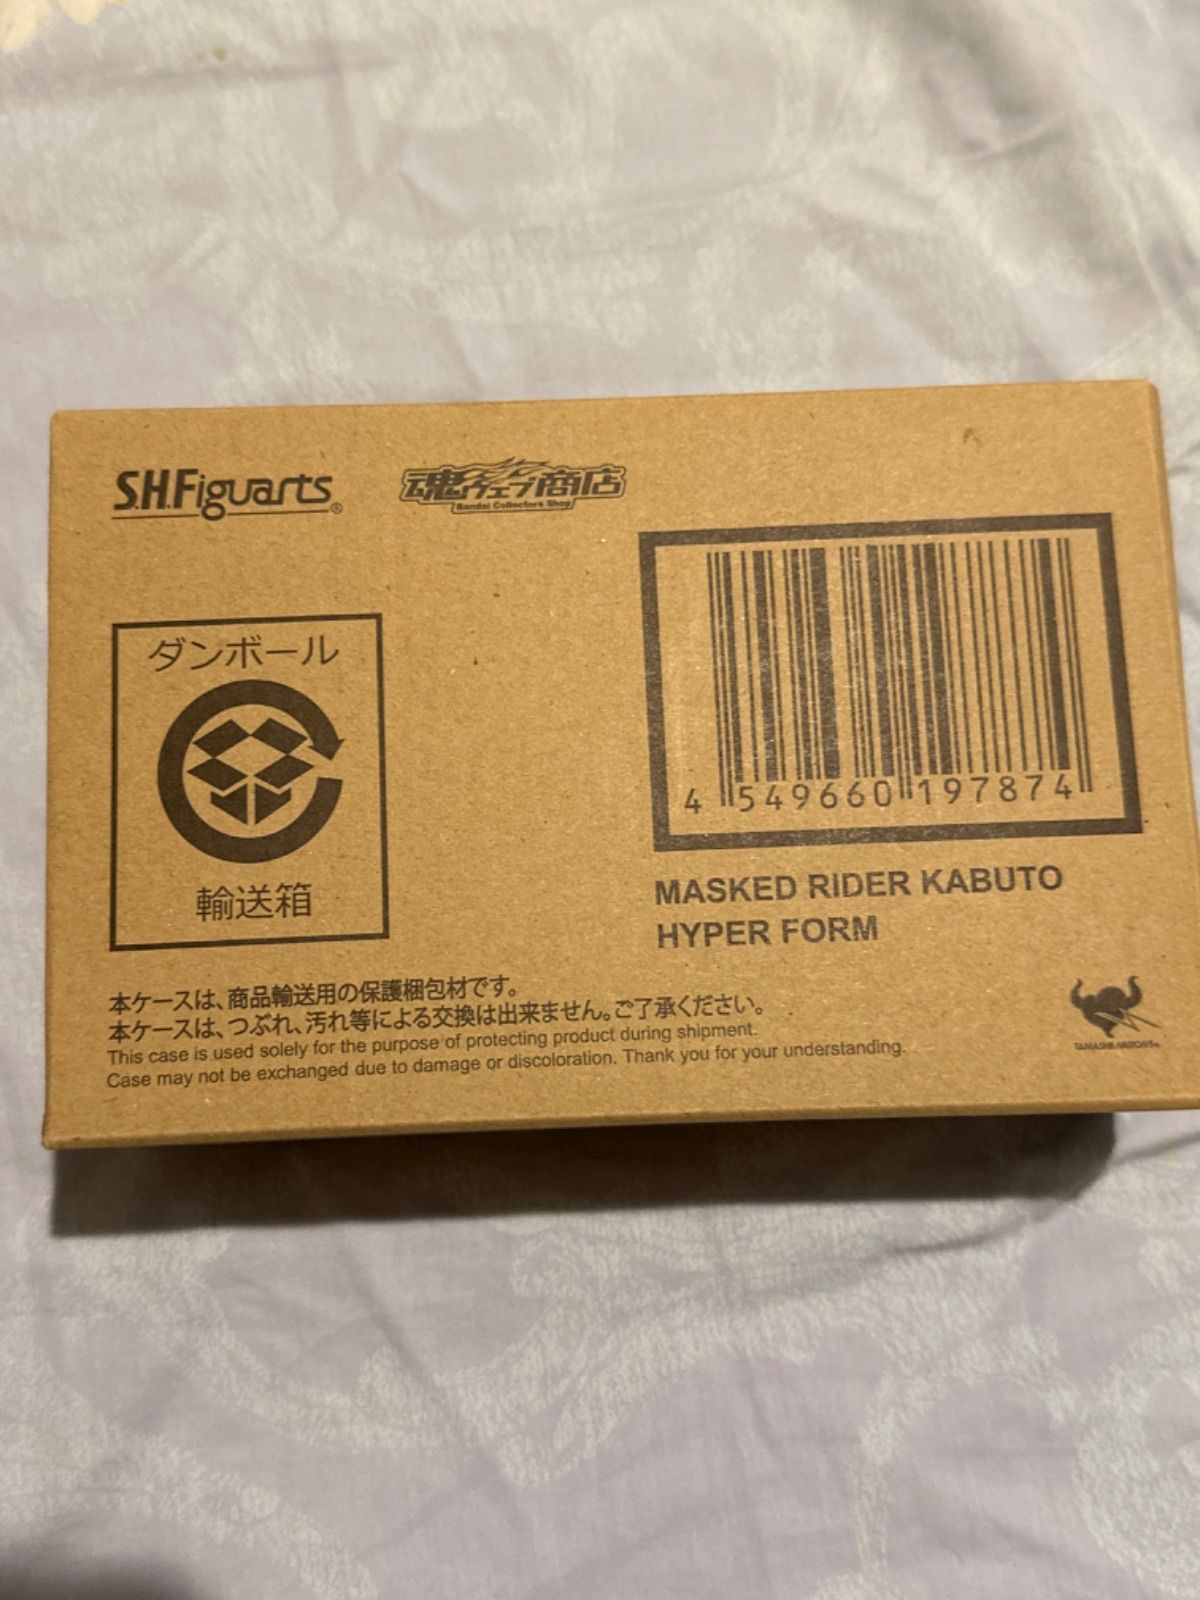 S.H.Figuarts®
魂ウェブ商店
Bandai Collectors Shop
ダンボール
輸送箱
4 549660 197874
MASKED RIDER KABUTO
HYPER FORM
本ケースは、商品輸送用の保護梱包材です。
本ケースは、つぶれ、汚れ等による交換は出来ません。ご了承ください。
This case is used solely for the purpose of protecting product during shipment.
Case may not be exchanged due to damage or discoloration. Thank you for your understanding.
TAMASHII NATIONS®